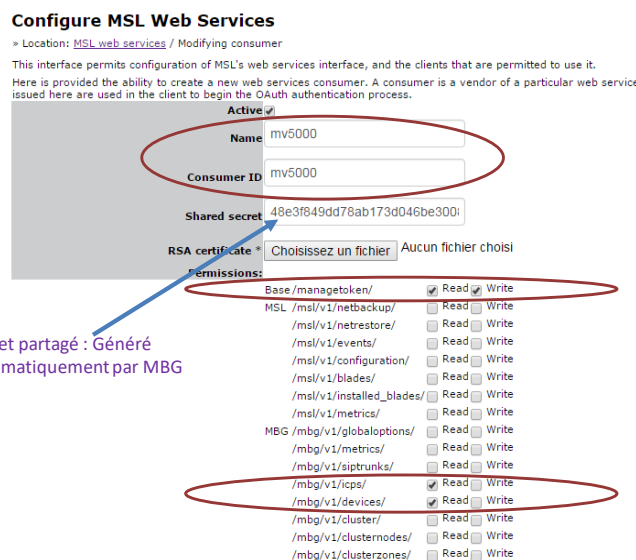 Configure MSL Web Services
» Location: MSL web services / Modifying consumer
This interface permits configuration of MSL's web services interface, and the clients that are permitted to use it.
Here is provided the ability to create a new web services consumer. A consumer is a vendor of a particular web service
issued here are used in the client to begin the OAuth authentication process.
Active
Name mv5000
Consumer ID mv5000
Shared secret 48e3f849dd78ab173d046be3008
RSA certificate * Choisissez un fichier Aucun fichier choisi
Permissions:
Base /managetoken/ Read Write
MSL /msl/v1/netbackup/ Read Write
/msl/v1/netrestore/ Read Write
/msl/v1/events/ Read Write
et partagé : Généré
/msl/v1/configuration/ Read Write
matiquement par MBG
/msl/v1/blades/ Read Write
/msl/v1/installed_blades/ Read Write
/msl/v1/metrics/ Read Write
MBG /mbg/v1/globaloptions/ Read Write
/mbg/v1/metrics/ Read Write
/mbg/v1/siptrunks/ Read Write
/mbg/v1/icps/ Read Write
/mbg/v1/devices/ Read Write
/mbg/v1/cluster/ Read Write
/mbg/v1/clusternodes/ Read Write
/mbg/v1/clusterzones/ Read Write